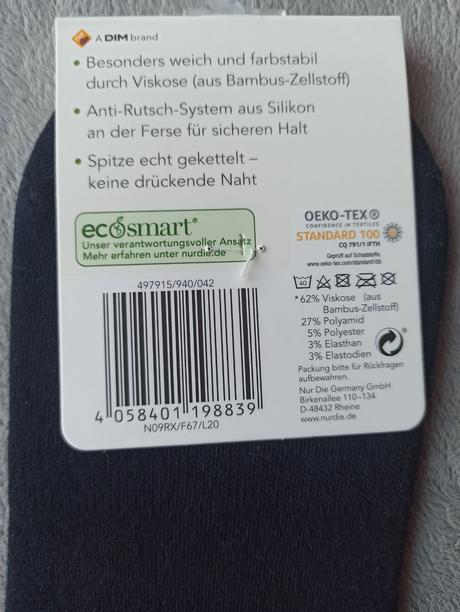 A DIM brand
• Besonders weich und farbstabil
durch Viskose (aus Bambus-Zellstoff)
• Anti-Rutsch-System aus Silikon
an der Ferse für sicheren Halt
• Spitze echt gekettelt –
keine drückende Naht
ecosmart®
Unser verantwortungsvoller Ansatz
Mehr erfahren unter nurdie.de
OEKO-TEX®
CONFIDENCE IN TEXTILES
STANDARD 100
CQ 791/1 IFTH
Geprüft auf Schadstoffe.
www.oeko-tex.com/standard100
40
*62% Viskose (aus
Bambus-Zellstoff)
27% Polyamid
5% Polyester
3% Elasthan
3% Elastodien
Packung bitte für Rückfragen
aufbewahren.
Nur Die Germany GmbH
Birkenallee 110–134
D-48432 Rheine
www.nurdie.de
497915/940/042
4 058401 198839
N09RX/F67/L20